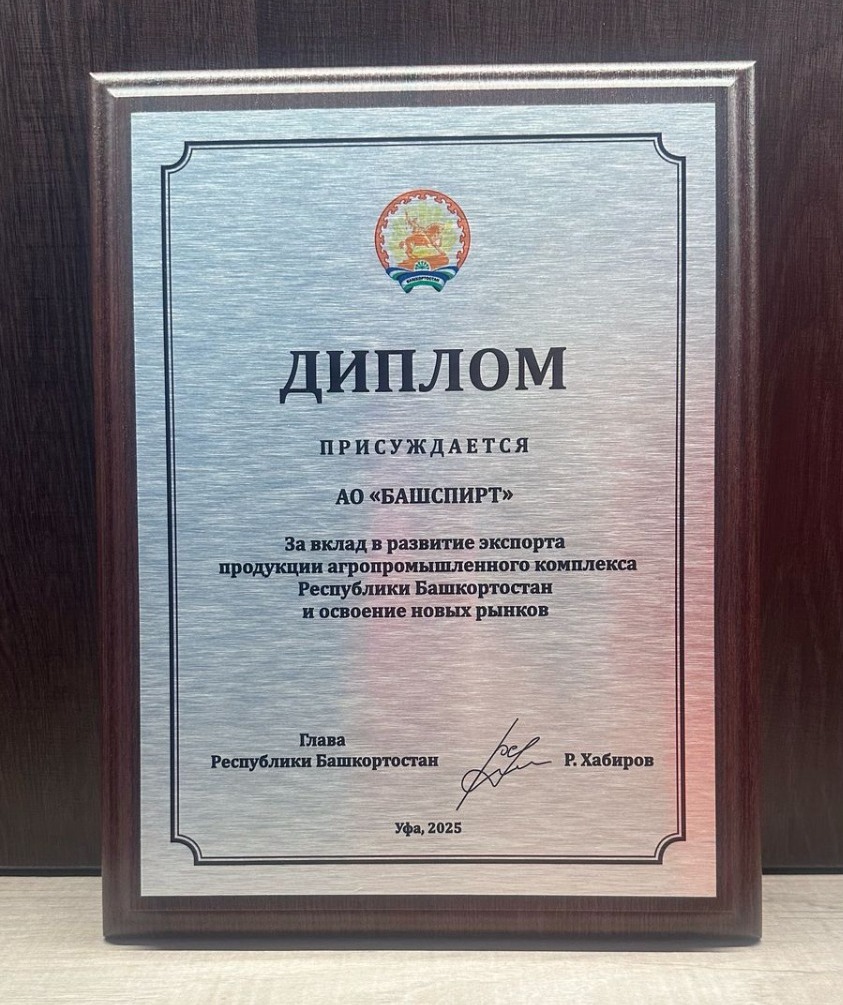 БАШКОРТОСТАН
ДИПЛОМ
ПРИСУЖДАЕТСЯ
АО «БАШСПИРТ»
За вклад в развитие экспорта
продукции агропромышленного комплекса
Республики Башкортостан
и освоение новых рынков
Глава
Республики Башкортостан
Р. Хабиров
Уфа, 2025